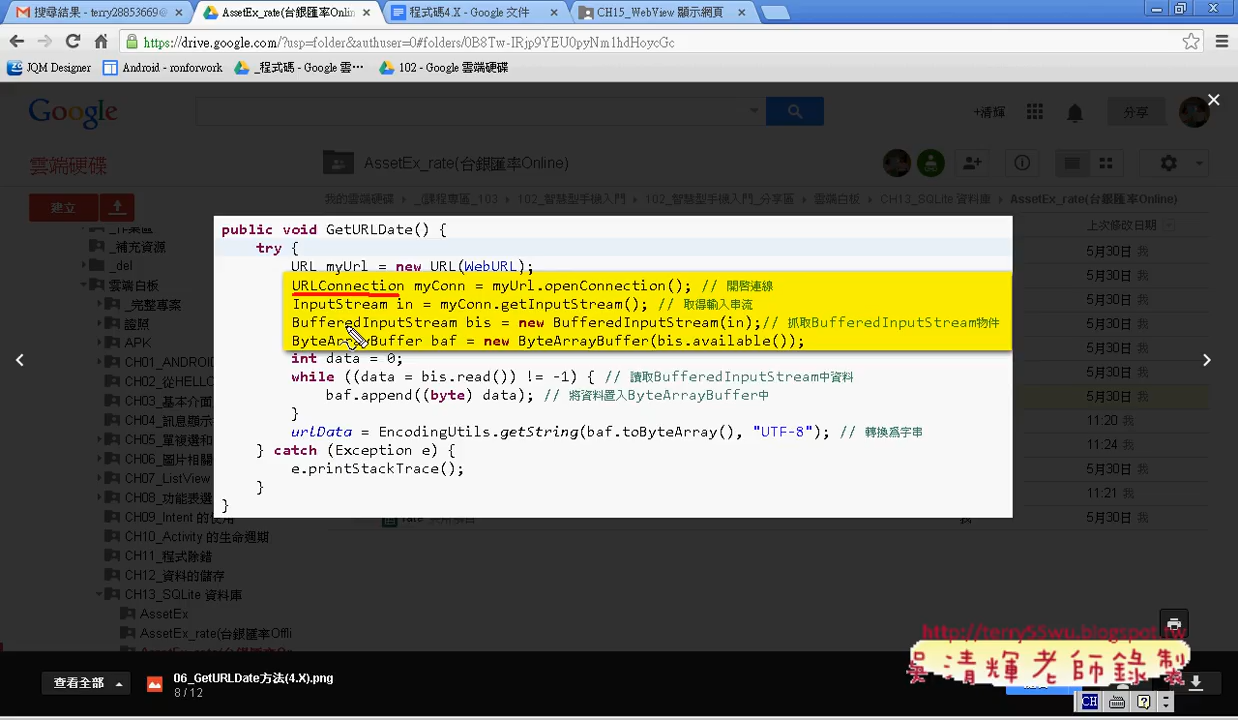 搜尋結果 - terry28853669@
AssetEx_rate(台銀匯率Onlin
程式碼4.X - Google 文件
CH15_WebView 顯示網頁
https://drive.google.com/?usp=folder&authuser=0#folders/0B8Tw-IRjp9YEU0pyNm1hdHoycGc
JQM Designer
Android - ronforwork
_程式碼 - Google 雲…
102 - Google 雲端硬碟
Google
+清輝
分享
雲端硬碟
AssetEx_rate(台銀匯率Online)
建立
我的雲端硬碟
_(課程專區_103
102_智慧型手機入門
102_智慧型手機入門_分享區
雲端白板
CH13_SQLite 資料庫
AssetEx_rate(台銀匯率Online)
上次修改日期
_作業區
_補充資源
_del
雲端白板
_完整專案
證照
APK
CH01_ANDROID
CH02_從HELLO
CH03_基本介面
CH04_訊息顯示
CH05_單複選和
CH06_圖片相關
CH07_ListView
CH08_功能表選
CH09_Intent 的使用
CH10_Activity 的生命週期
CH11_程式除錯
CH12_資料的儲存
CH13_SQLite 資料庫
AssetEx
AssetEx_rate(台銀匯率Offli
AssetEx_rate(台銀匯率On
public void GetURLDate() {
try {
URL myUrl = new URL(WebURL);
URLConnection myConn = myUrl.openConnection(); // 開啓連線
InputStream in = myConn.getInputStream(); // 取得輸入串流
BufferedInputStream bis = new BufferedInputStream(in);// 抓取BufferedInputStream物件
ByteArrayBuffer baf = new ByteArrayBuffer(bis.available());
int data = 0;
while ((data = bis.read()) != -1) { // 讀取BufferedInputStream中資料
baf.append((byte) data); // 將資料置入ByteArrayBuffer中
}
urlData = EncodingUtils.getString(baf.toByteArray(), "UTF-8"); // 轉換爲字串
} catch (Exception e) {
e.printStackTrace();
}
}
5月30日 我
5月30日 我
5月30日 我
5月30日 我
5月30日 我
5月30日 我
5月30日 我
11:20 我
11:24 我
5月30日 我
11:21 我
5月30日 我
5月30日 我
http://terry55wu.blogspot.tw
吳清輝老師錄製
查看全部
06_GetURLDate方法(4.X).png
8 / 12
CH